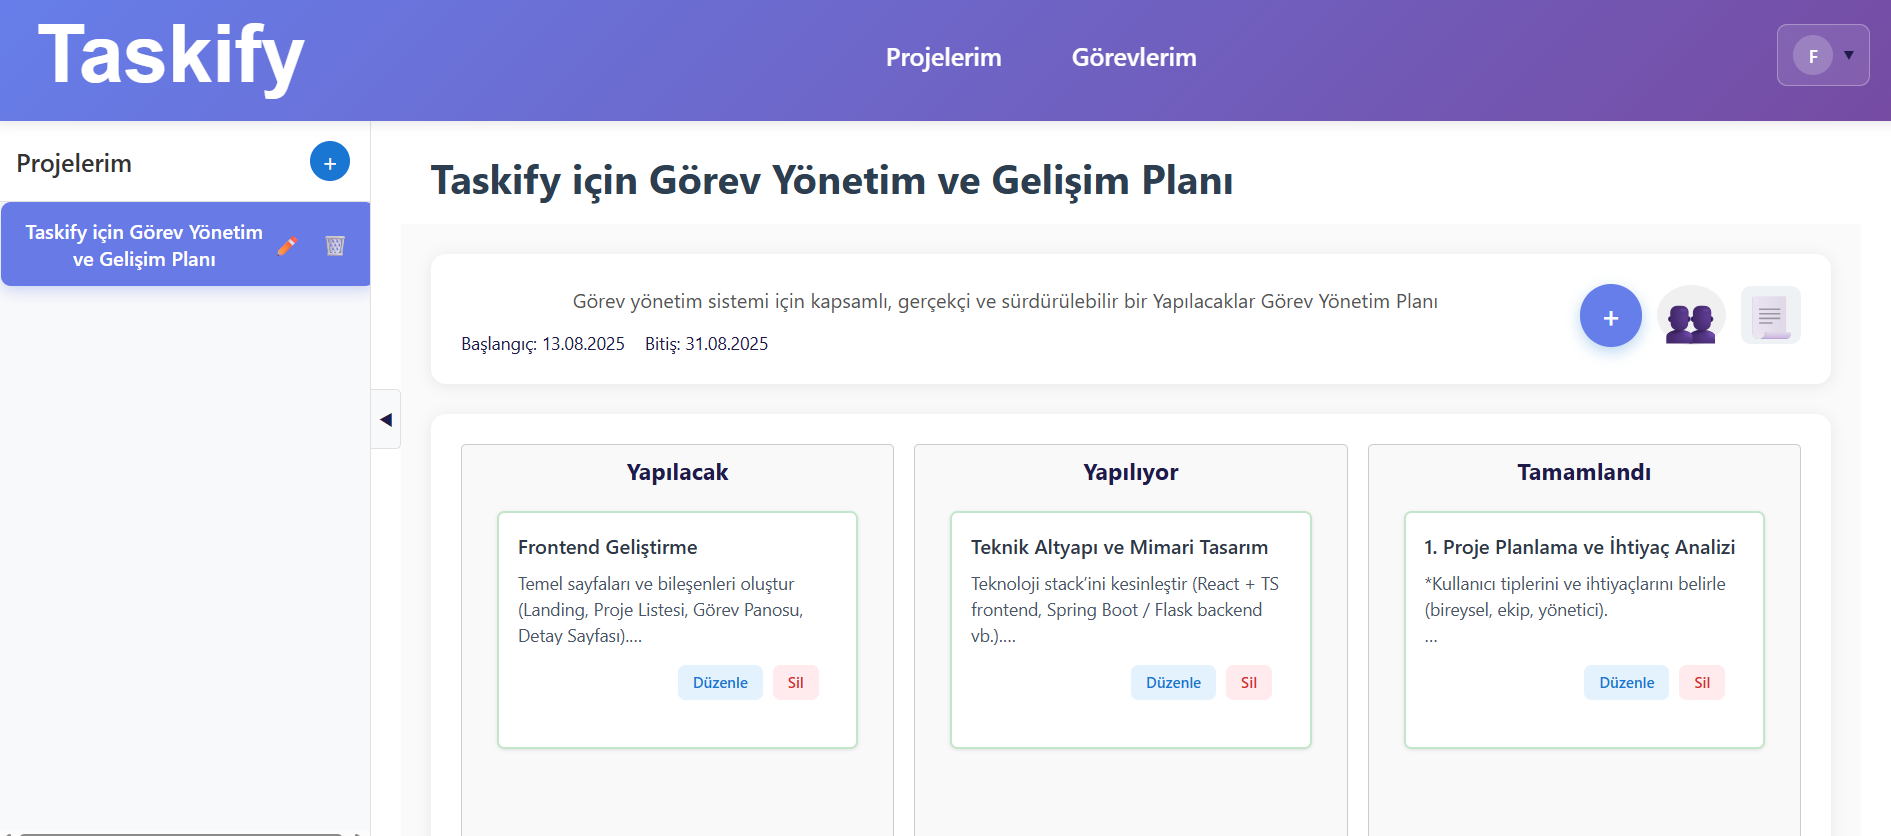 Taskify
Projelerim
Görevlerim
F
Projelerim
+
Taskify için Görev Yönetim
ve Gelişim Planı
Taskify için Görev Yönetim ve Gelişim Planı
Görev yönetim sistemi için kapsamlı, gerçekçi ve sürdürülebilir bir Yapılacaklar Görev Yönetim Planı
Başlangıç: 13.08.2025 Bitiş: 31.08.2025
+
Yapılacak
Frontend Geliştirme
Temel sayfaları ve bileşenleri oluştur
(Landing, Proje Listesi, Görev Panosu,
Detay Sayfası)....
Düzenle
Sil
Yapılıyor
Teknik Altyapı ve Mimari Tasarım
Teknoloji stack’ini kesinleştir (React + TS
frontend, Spring Boot / Flask backend
vb.)....
Düzenle
Sil
Tamamlandı
1. Proje Planlama ve İhtiyaç Analizi
*Kullanıcı tiplerini ve ihtiyaçlarını belirle
(bireysel, ekip, yönetici).
...
Düzenle
Sil